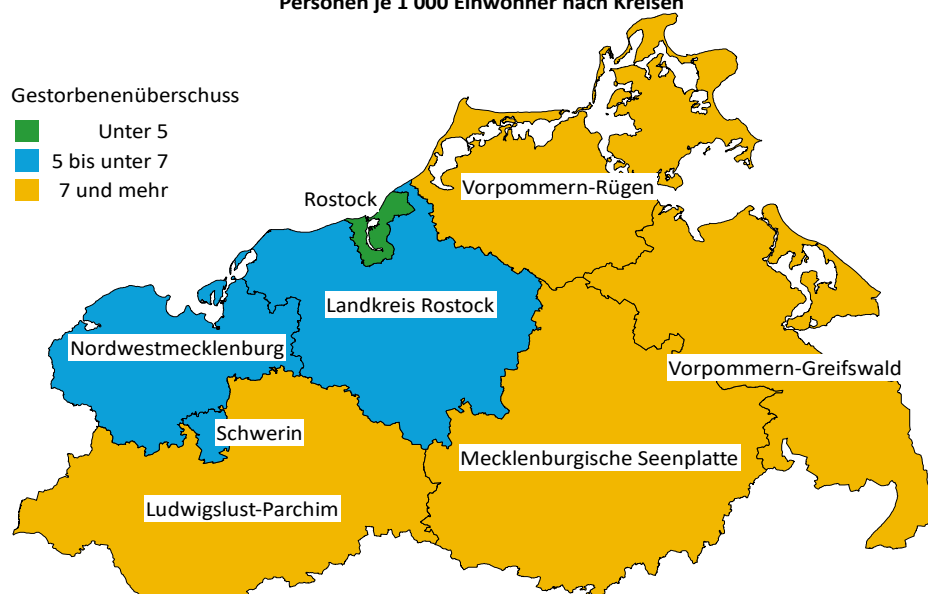 Personen je 1 000 Einwohner nach Kreisen
Gestorbenenüberschuss
Unter 5
5 bis unter 7
7 und mehr
Rostock
Vorpommern-Rügen
Landkreis Rostock
Nordwestmecklenburg
Vorpommern-Greifswald
Schwerin
Mecklenburgische Seenplatte
Ludwigslust-Parchim